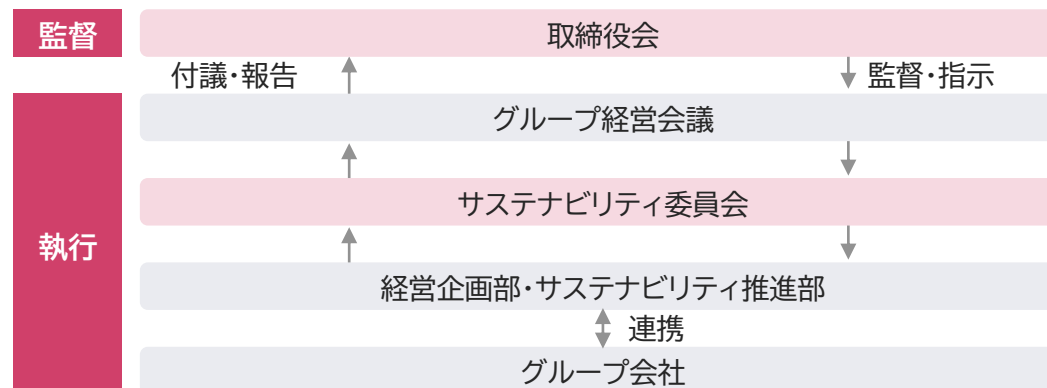 監督
取締役会
付議・報告
監督・指示
執行
グループ経営会議
サステナビリティ委員会
経営企画部・サステナビリティ推進部
連携
グループ会社